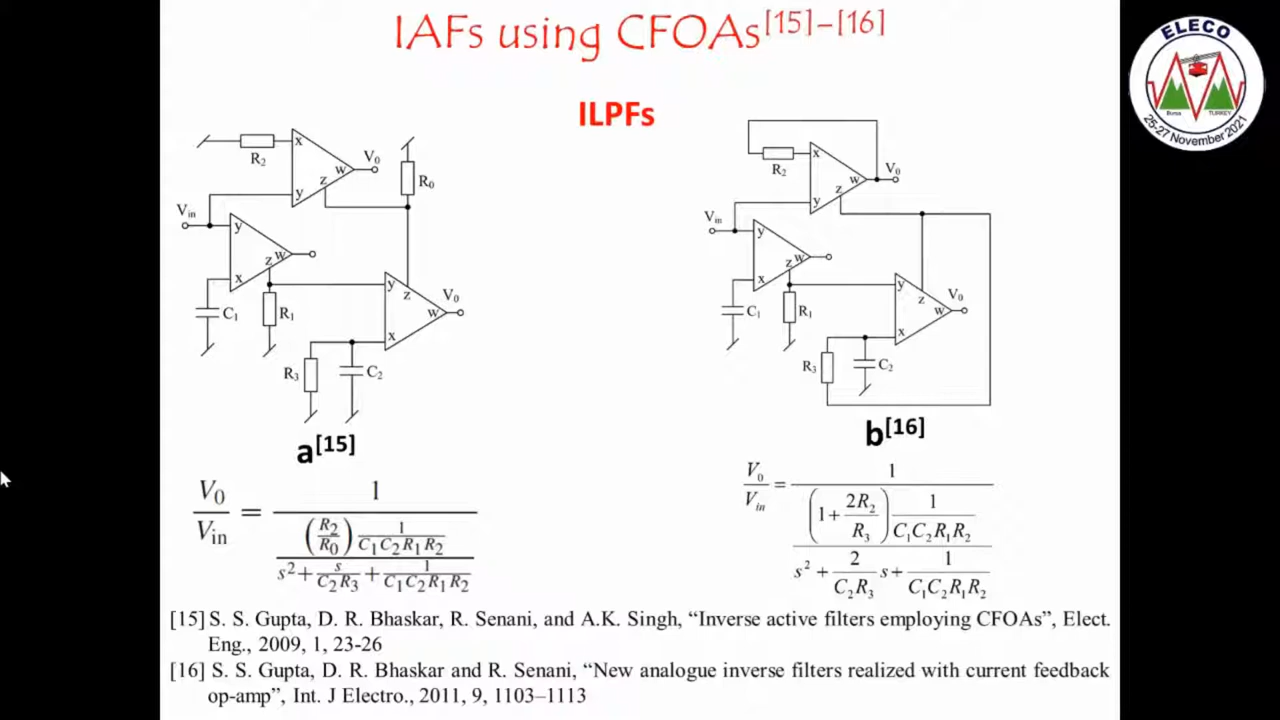 IAFs using CFOAs[15]–[16]
ELECO
Bursa TURKEY
25-27 November 2021
ILPFs
R2 x V0 w z y R0
Vin y z w x C1 R1
y z V0 w x R3 C2
a[15]
R2 x V0 w z y
Vin y z w x C1 R1
y z V0 w x R3 C2
b[16]
V0/Vin = 1 / ( (R2/R0) 1/(C1C2R1R2) / ( s² + s/(C2R3) + 1/(C1C2R1R2) ) )
V0/Vin = 1 / ( (1 + 2R2/R3) 1/(C1C2R1R2) / ( s² + 2/(C2R3) s + 1/(C1C2R1R2) ) )
[15] S. S. Gupta, D. R. Bhaskar, R. Senani, and A.K. Singh, “Inverse active filters employing CFOAs”, Elect.
Eng., 2009, 1, 23-26
[16] S. S. Gupta, D. R. Bhaskar and R. Senani, “New analogue inverse filters realized with current feedback
op-amp”, Int. J Electro., 2011, 9, 1103–1113